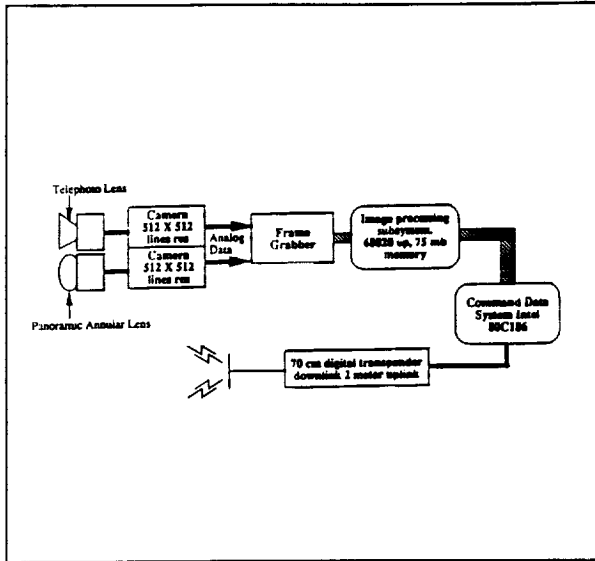 Telephoto Lens
Camera
512 X 512
lines res
Analog
Data
Camera
512 X 512
lines res
Panoramic Annular Lens
Frame
Grabber
Image processing
subsystem.
68020 up, 75 mb
memory
Command Data
System Intel
80C186
70 cm digital transponder
downlink 2 meter uplink